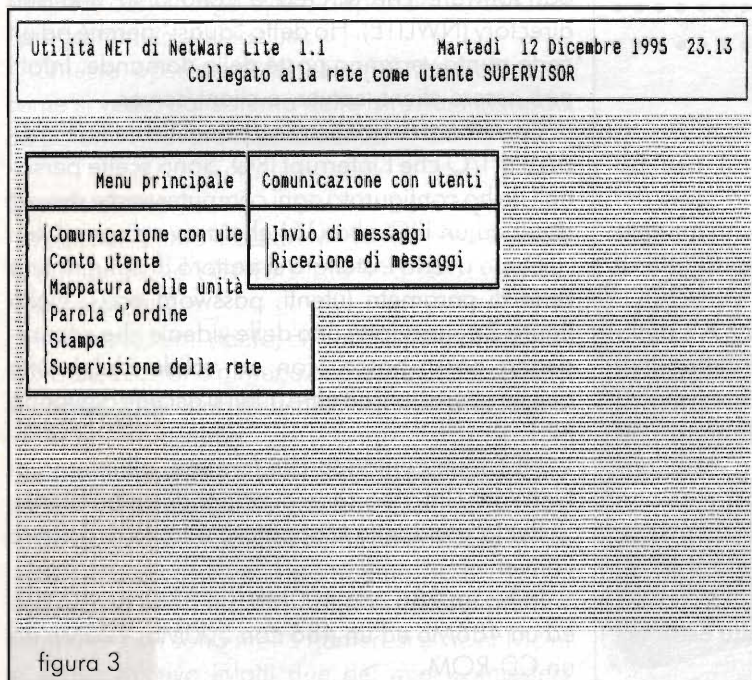 Utilità NET di NetWare Lite 1.1 Martedì 12 Dicembre 1995 23.13
Collegato alla rete come utente SUPERVISOR
Menu principale
Comunicazione con ute
Conto utente
Mappatura delle unità
Parola d'ordine
Stampa
Supervisione della rete
Comunicazione con utenti
Invio di messaggi
Ricezione di messaggi
figura 3